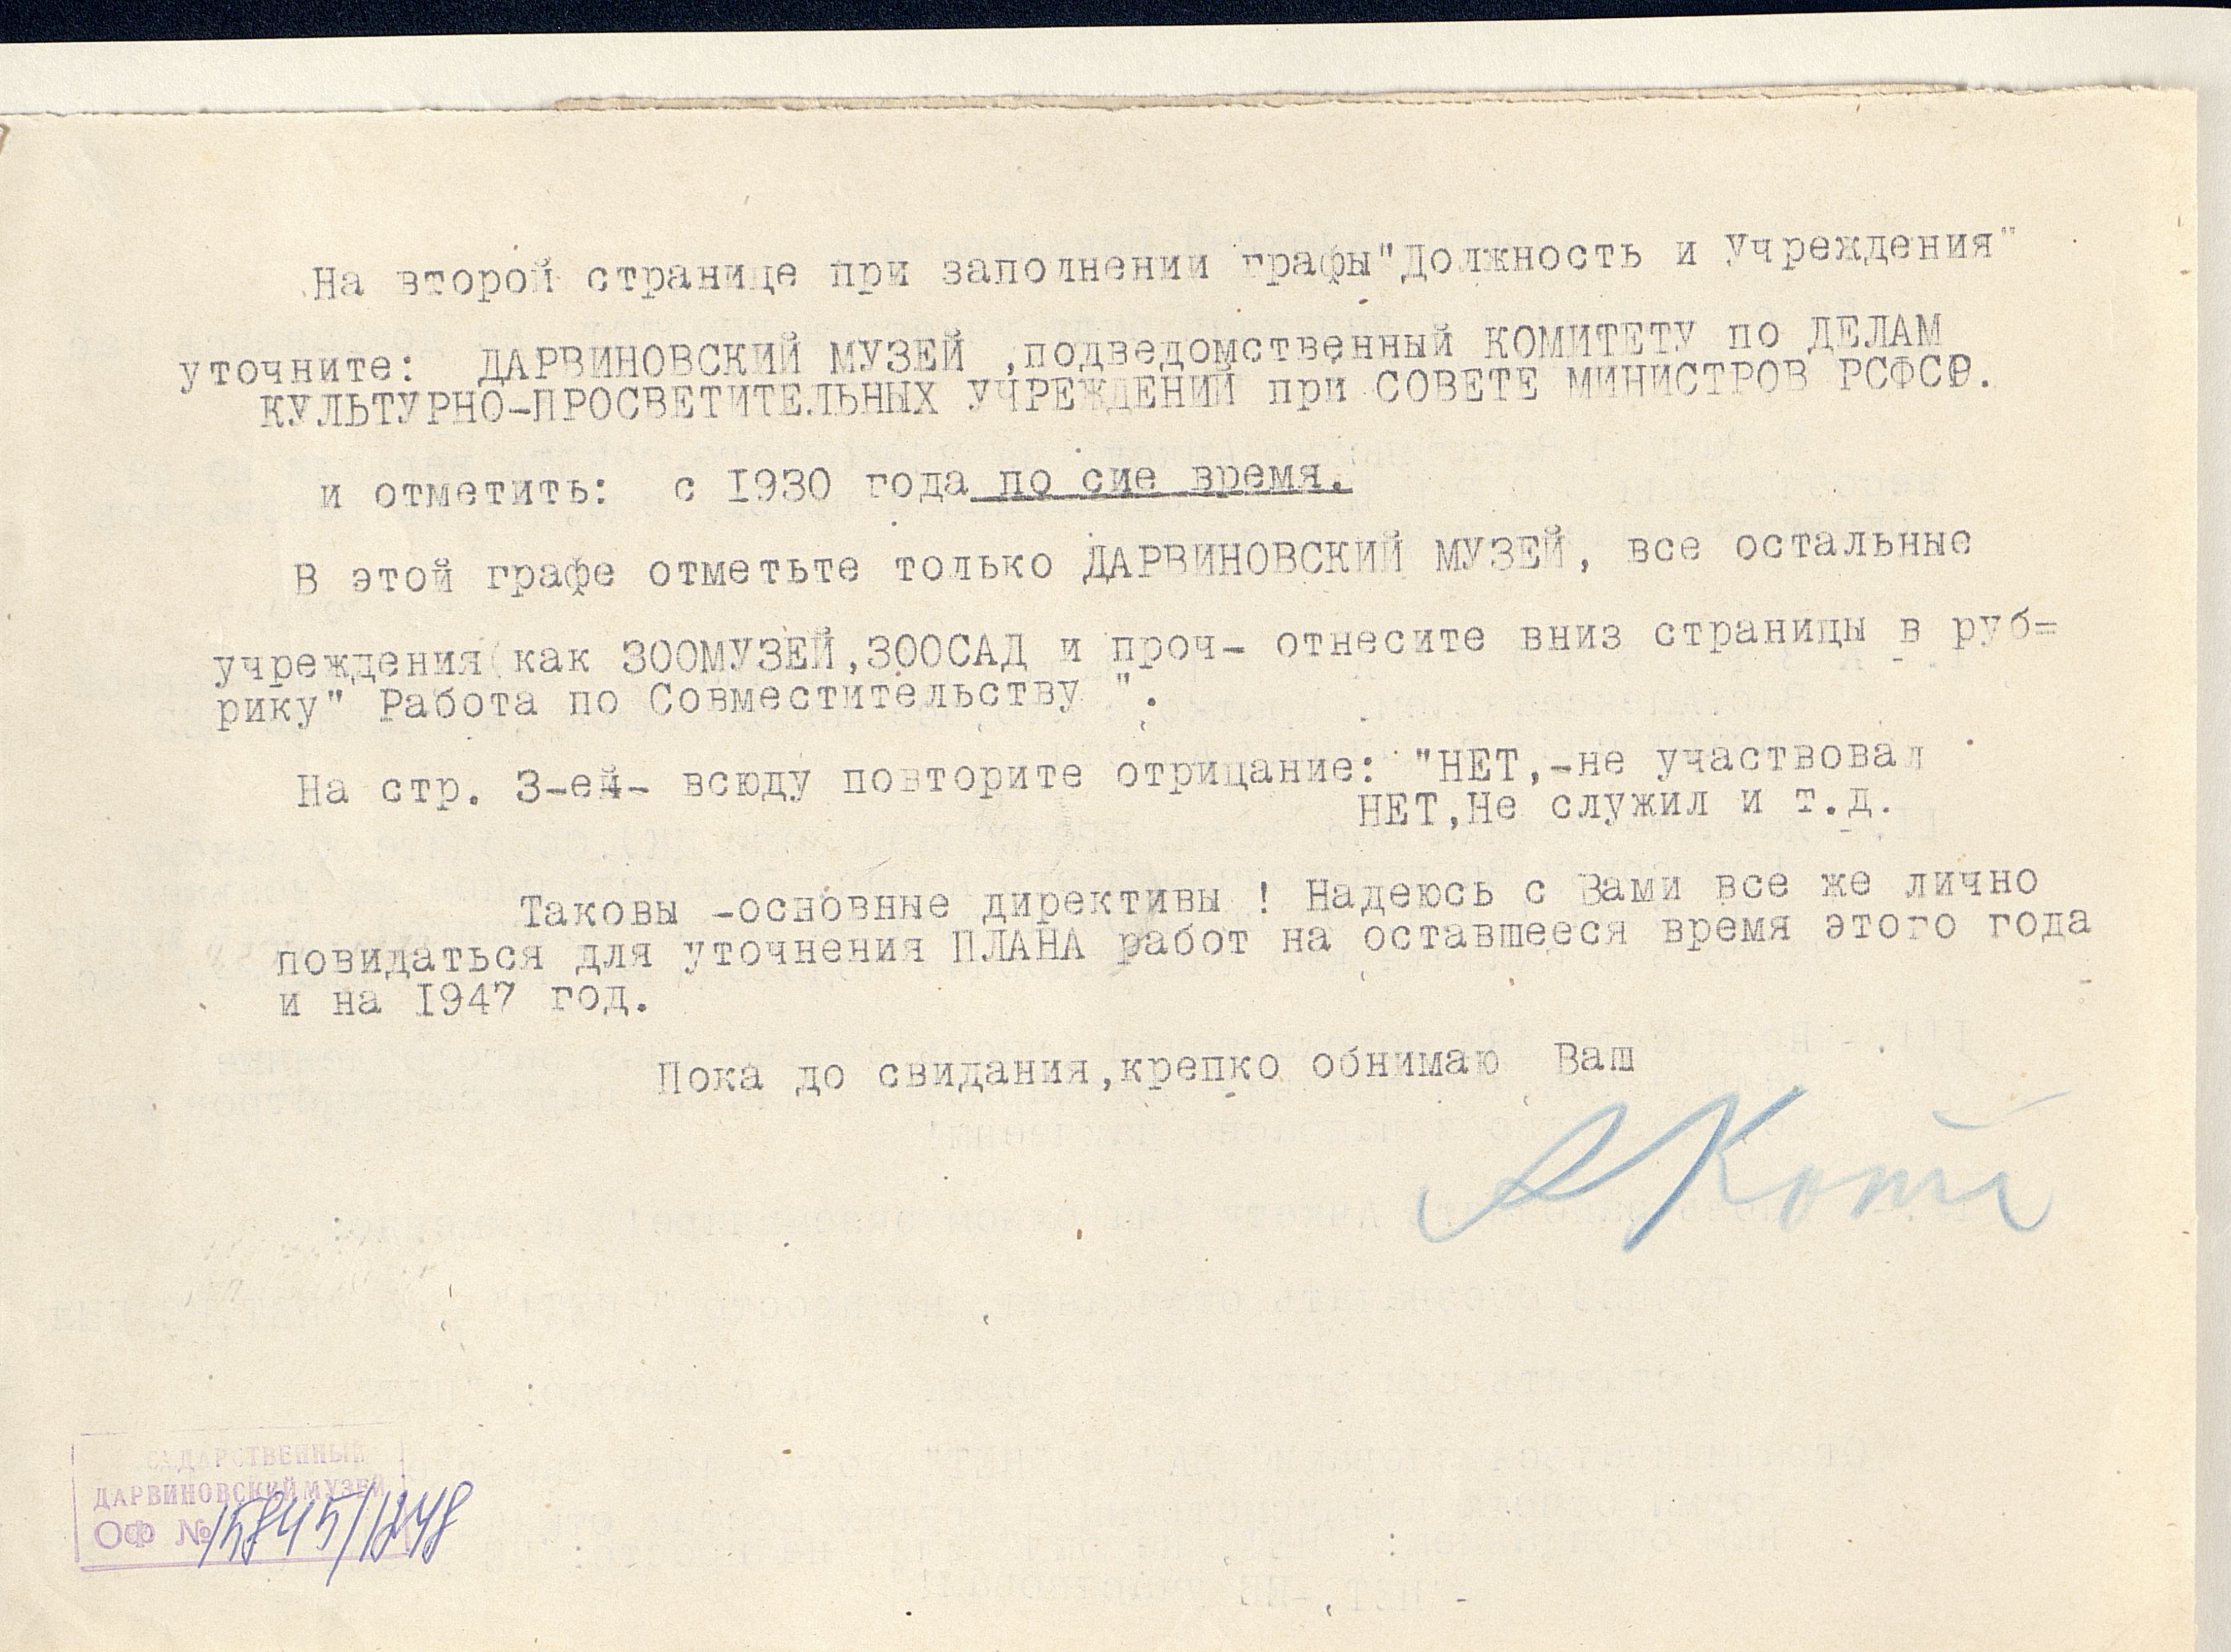 На второй странице при заполнении графы"Должность и Учреждения"
уточните: ДАРВИНОВСКИЙ МУЗЕЙ ,подведомственный КОМИТЕТУ по ДЕЛАМ
КУЛЬТУРНО-ПРОСВЕТИТЕЛЬНЫХ УЧРЕЖДЕНИЙ при СОВЕТЕ МИНИСТРОВ РСФСР.
и отметить: с 1930 года по сие время.
В этой графе отметьте только ДАРВИНОВСКИЙ МУЗЕЙ, все остальные
учреждения(как ЗООМУЗЕЙ,ЗООСАД и проч- отнесите вниз страницы в руб=
рику" Работа по Совместительству ".
На стр. 3-ей- всюду повторите отрицание: "НЕТ,-не участвовал
НЕТ,Не служил и т.д.
Таковы -основные директивы ! Надеюсь с Вами все же лично
повидаться для уточнения ПЛАНА работ на оставшееся время этого года
и на 1947 год.
Пока до свидания,крепко обнимаю Ваш
ГОСУДАРСТВЕННЫЙ
ДАРВИНОВСКИЙ МУЗЕЙ
ОФ №